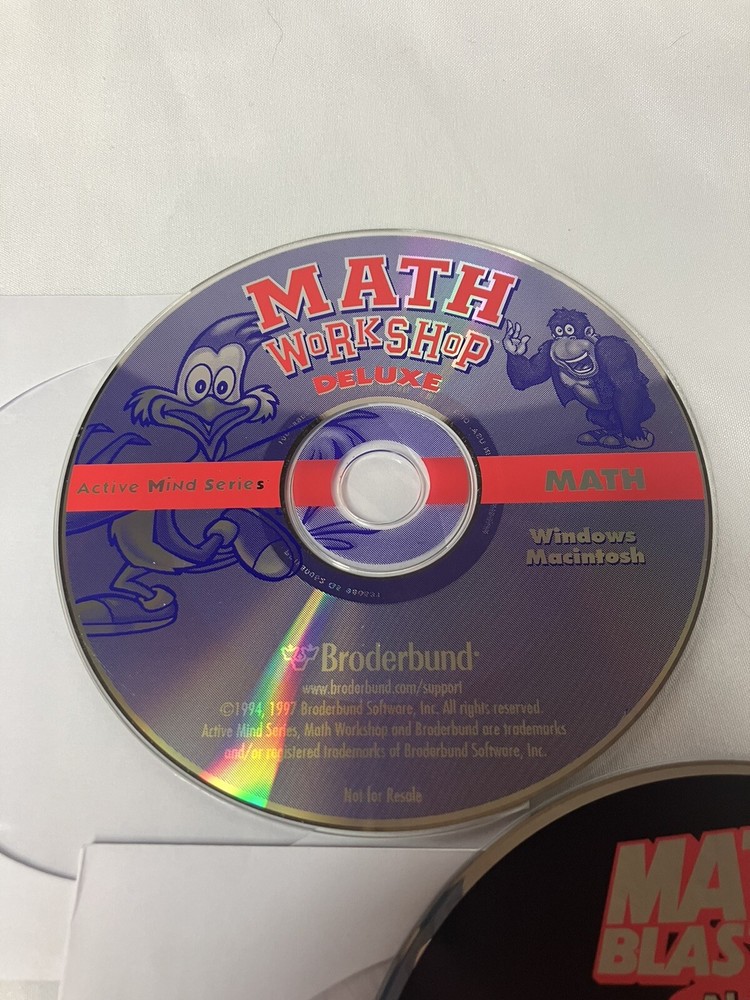 MATH
WORKSHOP
DELUXE
Active Mind Series
MATH
Windows
Macintosh
Broderbund
www.broderbund.com/support
©1994, 1997 Broderbund Software, Inc. All rights reserved.
Active Mind Series, Math Workshop and Broderbund are trademarks
and/or registered trademarks of Broderbund Software, Inc.
Not for Resale
MAT
BLAS